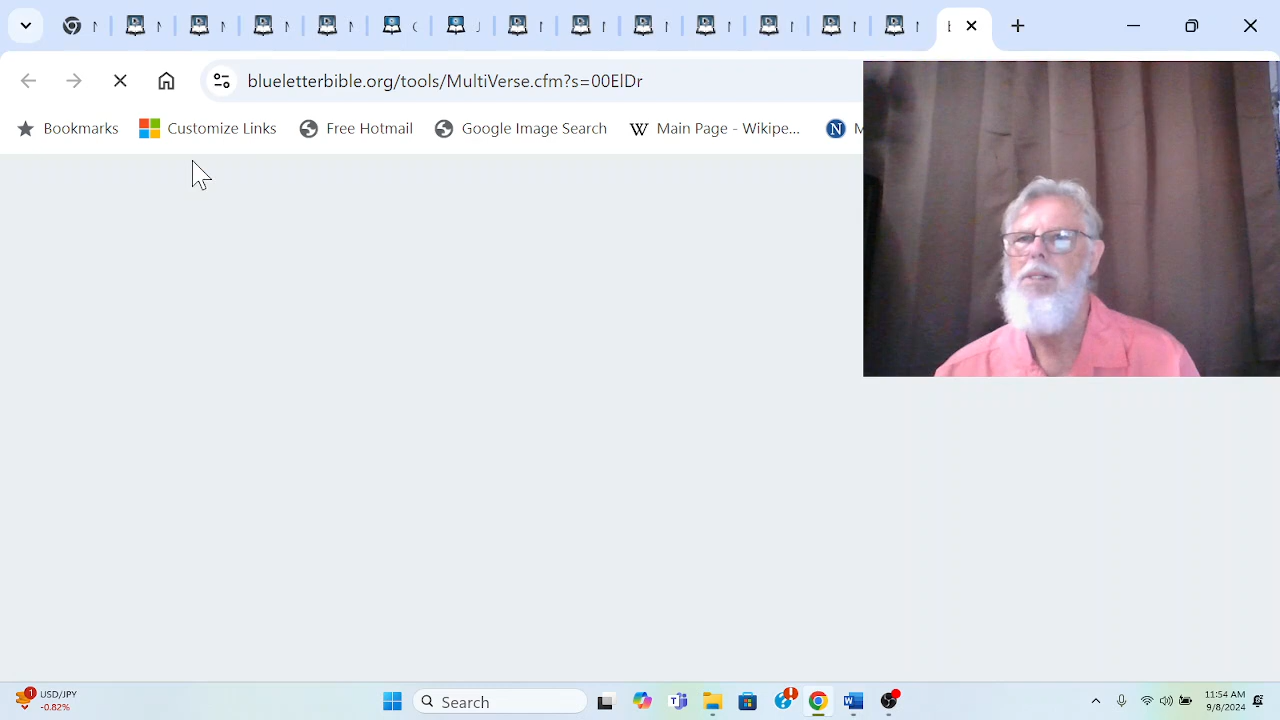 blueletterbible.org/tools/MultiVerse.cfm?s=00ElDr
Bookmarks
Customize Links
Free Hotmail
Google Image Search
W Main Page - Wikipe...
N
USD/JPY
-0.82%
1
Search
11:54 AM
9/8/2024